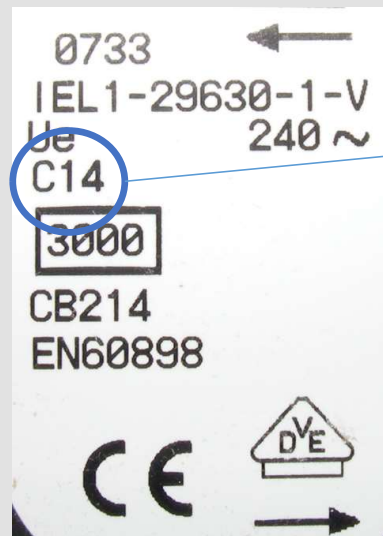 0733
IEL1-29630-1-V
Ue 240 ~
C14
3000
CB214
EN60898
CE
DVE